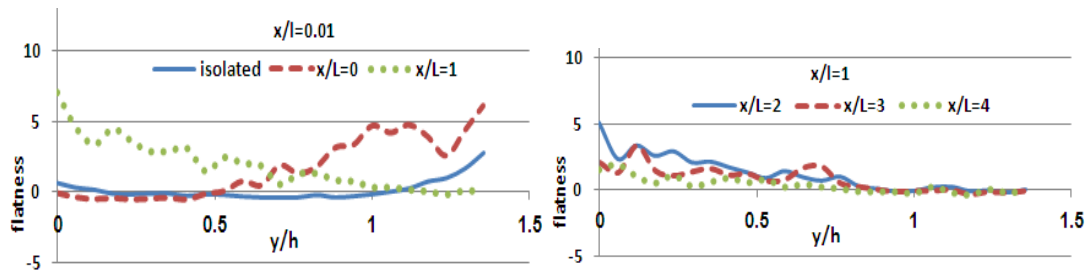 x/l=0.01
isolated x/L=0 x/L=1
flatness
10
5
0
-5
0 0.5 1 1.5
y/h
x/l=1
x/L=2 x/L=3 x/L=4
flatness
10
5
0
-5
0 0.5 1 1.5
y/h